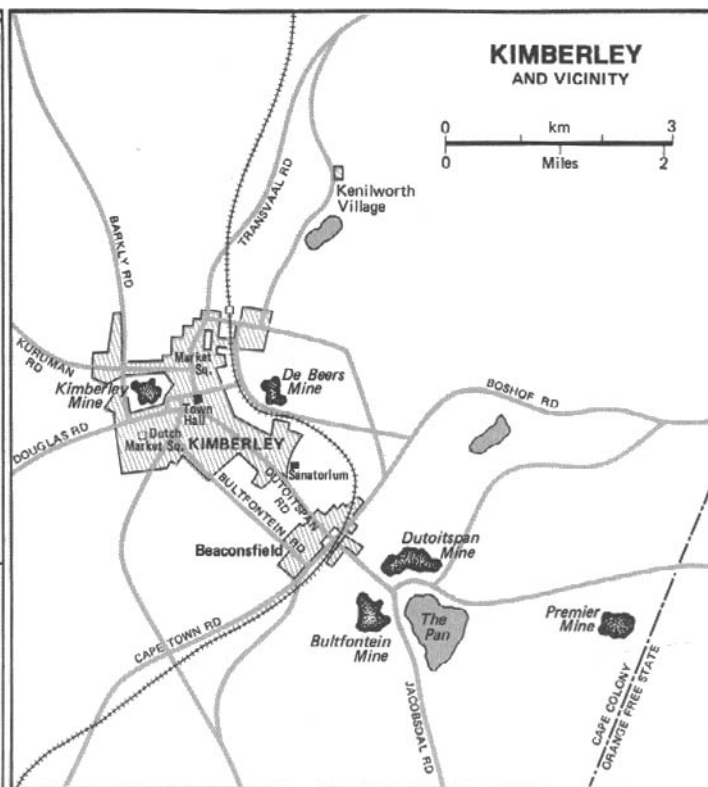 KIMBERLEY
AND VICINITY
0 km 3
0 Miles 2
Kenilworth
Village
TRANSVAAL RD
BARKLY RD
KURUMAN
RD
Market
Sq.
Kimberley
Mine
De Beers
Mine
Town
Hall
BOSHOF RD
DOUGLAS RD
Dutch
Market Sq.
KIMBERLEY
Sanatorium
DUTOITSPAN
RD
BULTFONTEIN RD
Beaconsfield
Dutoitspan
Mine
The
Pan
Premier
Mine
Bultfontein
Mine
CAPE TOWN RD
JACOBSDAL RD
CAPE COLONY
ORANGE FREE STATE